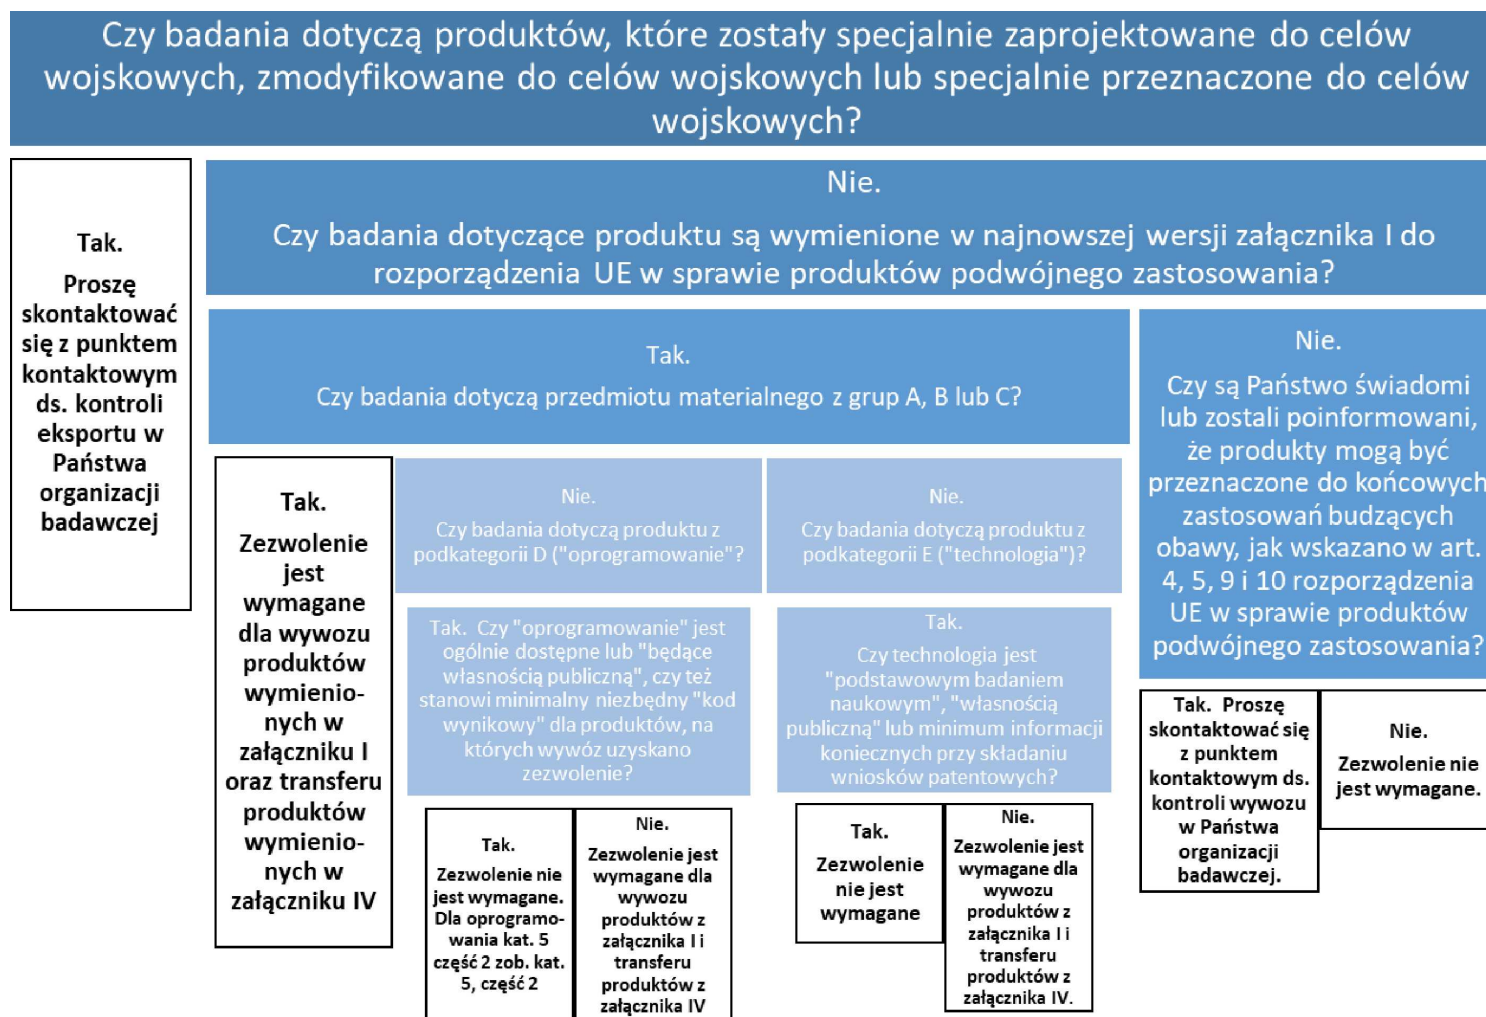 Czy badania dotyczą produktów, które zostały specjalnie zaprojektowane do celów
wojskowych, zmodyfikowane do celów wojskowych lub specjalnie przeznaczone do celów
wojskowych?
Tak.
Proszę
skontaktować
się z punktem
kontaktowym
ds. kontroli
eksportu w
Państwa
organizacji
badawczej
Nie.
Czy badania dotyczące produktu są wymienione w najnowszej wersji załącznika I do
rozporządzenia UE w sprawie produktów podwójnego zastosowania?
Tak.
Czy badania dotyczą przedmiotu materialnego z grup A, B lub C?
Tak.
Zezwolenie
jest
wymagane
dla wywozu
produktów
wymienio-
nych w
załączniku I
oraz transferu
produktów
wymienio-
nych w
załączniku IV
Nie.
Czy badania dotyczą produktu z
podkategorii D ("oprogramowanie"?
Tak.  Czy "oprogramowanie" jest
ogólnie dostępne lub "będące
własnością publiczną", czy też
stanowi minimalny niezbędny "kod
wynikowy" dla produktów, na
których wywóz uzyskano
zezwolenie?
Tak.
Zezwolenie nie
jest wymagane.
Dla oprogramo-
wania kat. 5
część 2 zob. kat.
5, część 2
Nie.
Zezwolenie jest
wymagane dla
wywozu
produktów z
załącznika I i
transferu
produktów z
załącznika IV
Nie.
Czy badania dotyczą produktu z
podkategorii E ("technologia")?
Tak.
Czy technologia jest
"podstawowym badaniem
naukowym", "własnością
publiczną" lub minimum informacji
koniecznych przy składaniu
wniosków patentowych?
Tak.
Zezwolenie
nie jest
wymagane
Nie.
Zezwolenie jest
wymagane dla
wywozu
produktów z
załącznika I i
transferu
produktów z
załącznika IV.
Nie.
Czy są Państwo świadomi
lub zostali poinformowani,
że produkty mogą być
przeznaczone do końcowych
zastosowań budzących
obawy, jak wskazano w art.
4, 5, 9 i 10 rozporządzenia
UE w sprawie produktów
podwójnego zastosowania?
Tak.  Proszę
skontaktować się
z punktem
kontaktowym ds.
kontroli wywozu
w Państwa
organizacji
badawczej.
Nie.
Zezwolenie nie
jest wymagane.